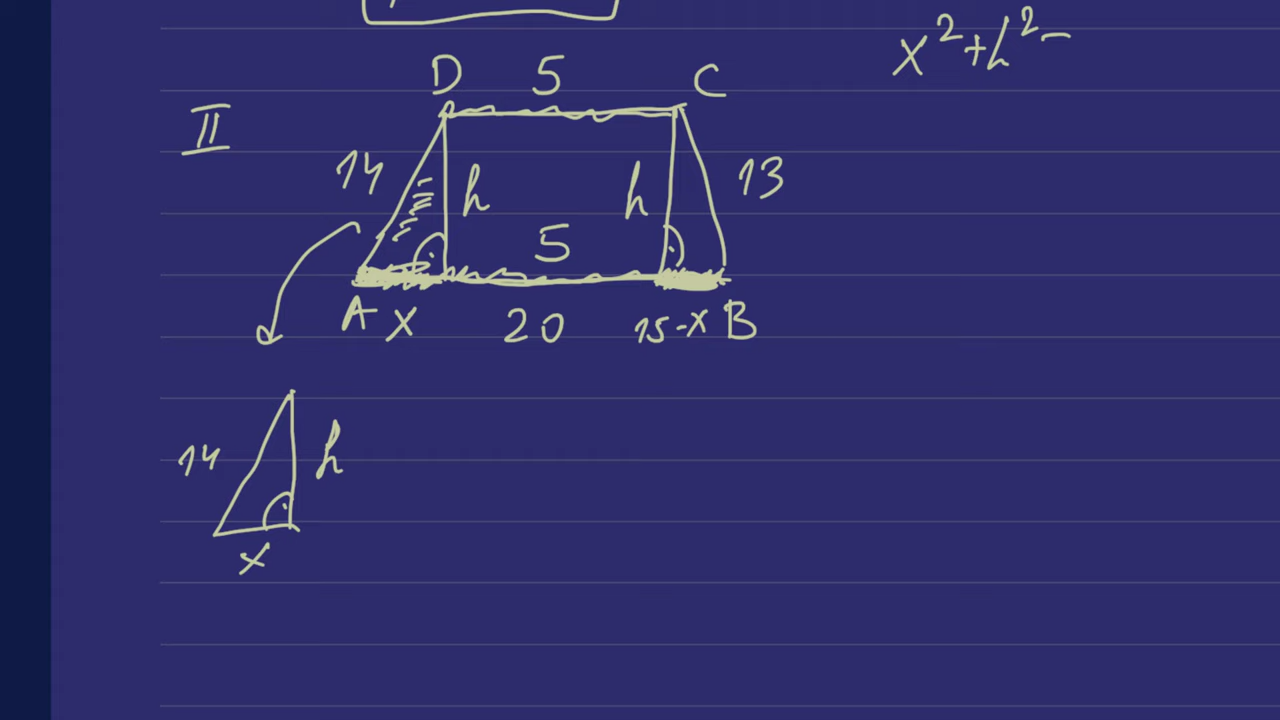 x²+h²=
II
D 5 C
14 h h 13
5
A x 20 15-x B
14 h
x